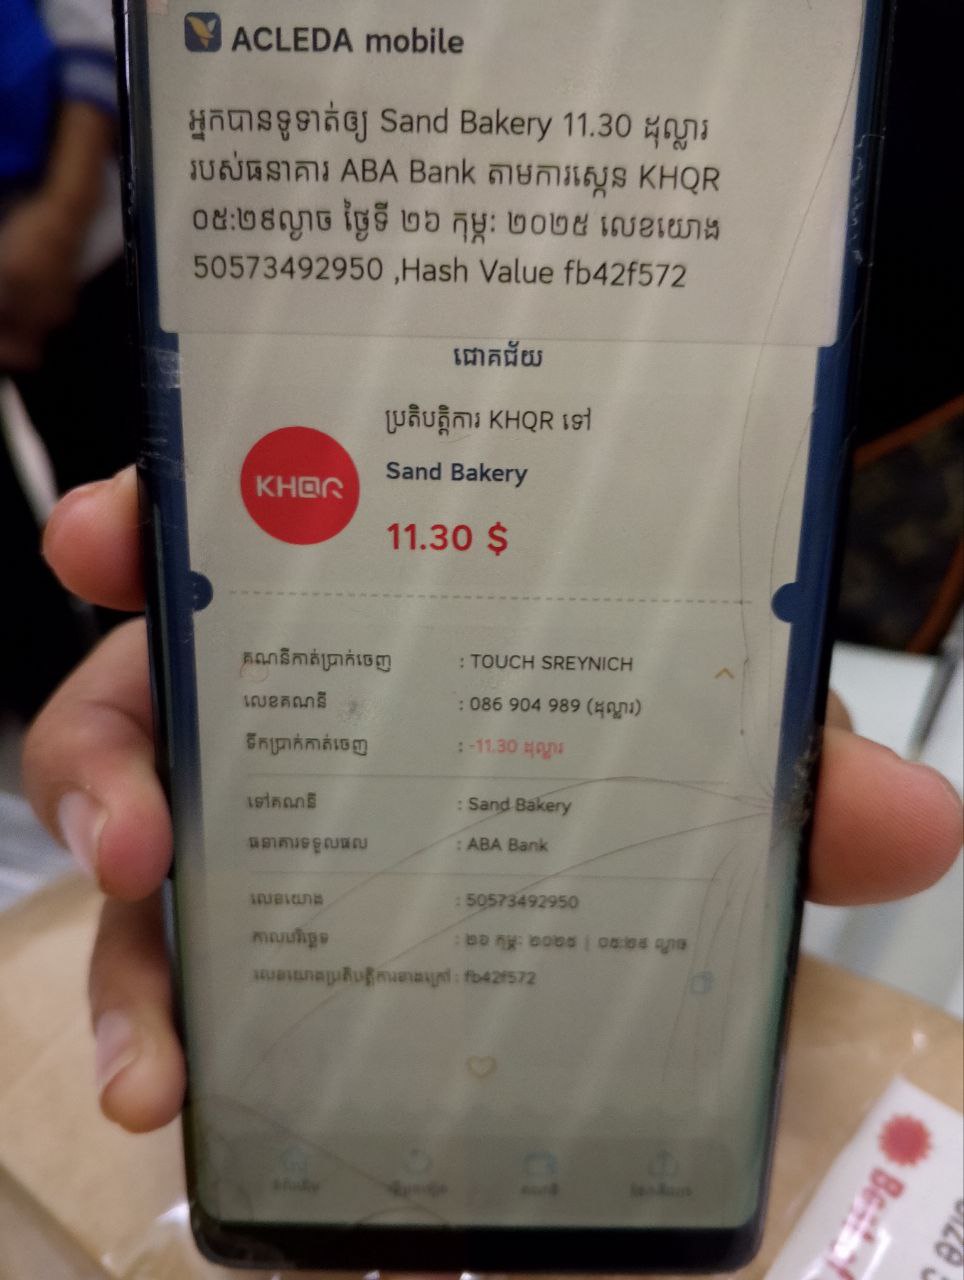 ACLEDA mobile
អ្នកបានទូទាត់ឲ្យ Sand Bakery 11.30 ដុល្លារ
របស់ធនាគារ ABA Bank តាមការស្កេន KHQR
០៥:២៩ល្ងាច ថ្ងៃទី ២៦ កុម្ភៈ ២០២៥ លេខយោង
50573492950 ,Hash Value fb42f572
ជោគជ័យ
ប្រតិបត្តិការ KHQR ទៅ
KHQR
Sand Bakery
11.30 $
គណនីកាត់ប្រាក់ចេញ : TOUCH SREYNICH
លេខគណនី : 086 904 989 (ដុល្លារ)
ទឹកប្រាក់កាត់ចេញ : -11.30 ដុល្លារ
ទៅគណនី : Sand Bakery
ធនាគារទទួលផល : ABA Bank
លេខយោង : 50573492950
កាលបរិច្ឆេទ : ២៦ កុម្ភៈ ២០២៥ | ០៥:២៩ ល្ងាច
លេខយោងប្រតិបត្តិការខាងក្រៅ : fb42f572
គណនី